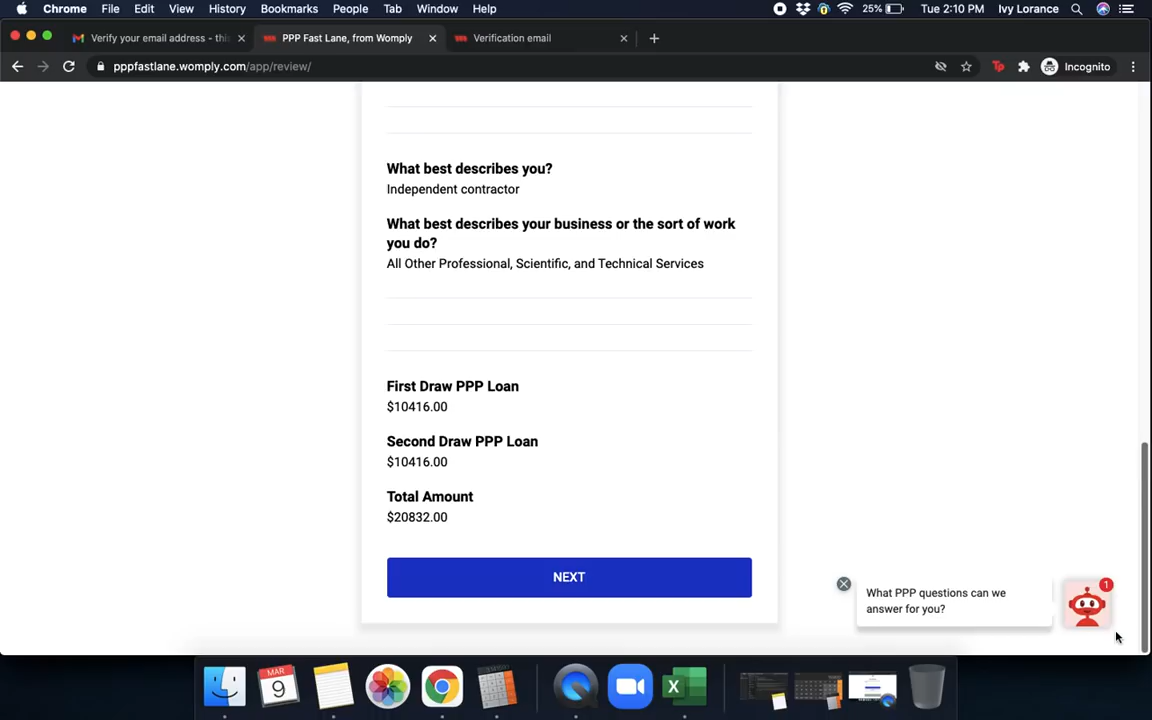 Chrome File Edit View History Bookmarks People Tab Window Help 25% Tue 2:10 PM Ivy Lorance
Verify your email address - this PPP Fast Lane, from Womply Verification email
pppfastlane.womply.com/app/review/ Tp Incognito
What best describes you?
Independent contractor
What best describes your business or the sort of work
you do?
All Other Professional, Scientific, and Technical Services
First Draw PPP Loan
$10416.00
Second Draw PPP Loan
$10416.00
Total Amount
$20832.00
NEXT
1
What PPP questions can we
answer for you?
MAR
9
X